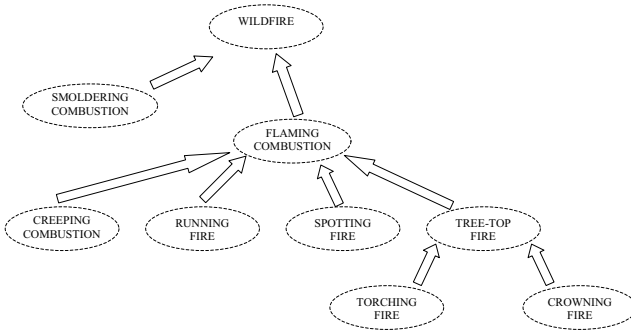 WILDFIRE
SMOLDERING
COMBUSTION
FLAMING
COMBUSTION
CREEPING
COMBUSTION
RUNNING
FIRE
SPOTTING
FIRE
TREE-TOP
FIRE
TORCHING
FIRE
CROWNING
FIRE